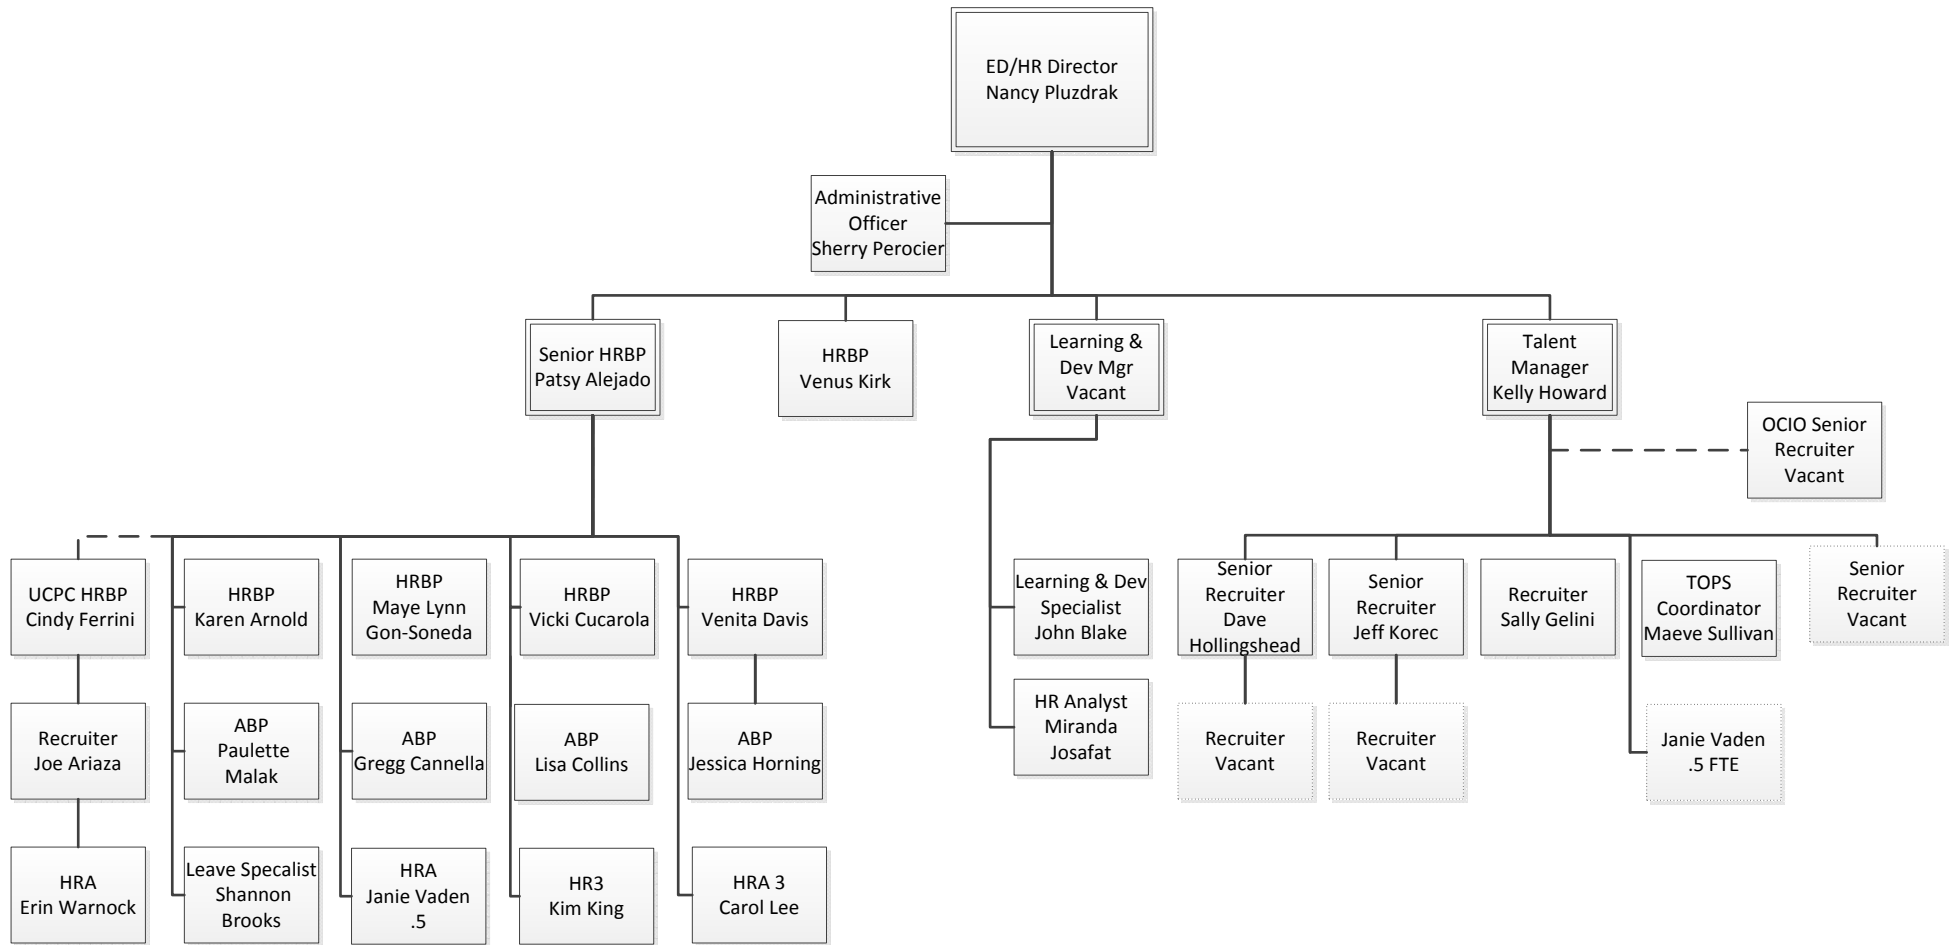 ED/HR Director
Nancy Pluzdrak
Administrative
Officer
Sherry Perocier
Senior HRBP
Patsy Alejado
HRBP
Venus Kirk
Learning &
Dev Mgr
Vacant
Talent
Manager
Kelly Howard
OCIO Senior
Recruiter
Vacant
UCPC HRBP
Cindy Ferrini
HRBP
Karen Arnold
HRBP
Maye Lynn
Gon-Soneda
HRBP
Vicki Cucarola
HRBP
Venita Davis
Learning & Dev
Specialist
John Blake
Senior
Recruiter
Dave
Hollingshead
Senior
Recruiter
Jeff Korec
Recruiter
Sally Gelini
TOPS
Coordinator
Maeve Sullivan
Senior
Recruiter
Vacant
Recruiter
Joe Ariaza
ABP
Paulette
Malak
ABP
Gregg Cannella
ABP
Lisa Collins
ABP
Jessica Horning
HR Analyst
Miranda
Josafat
Recruiter
Vacant
Recruiter
Vacant
Janie Vaden
.5 FTE
HRA
Erin Warnock
Leave Specalist
Shannon
Brooks
HRA
Janie Vaden
.5
HR3
Kim King
HRA 3
Carol Lee